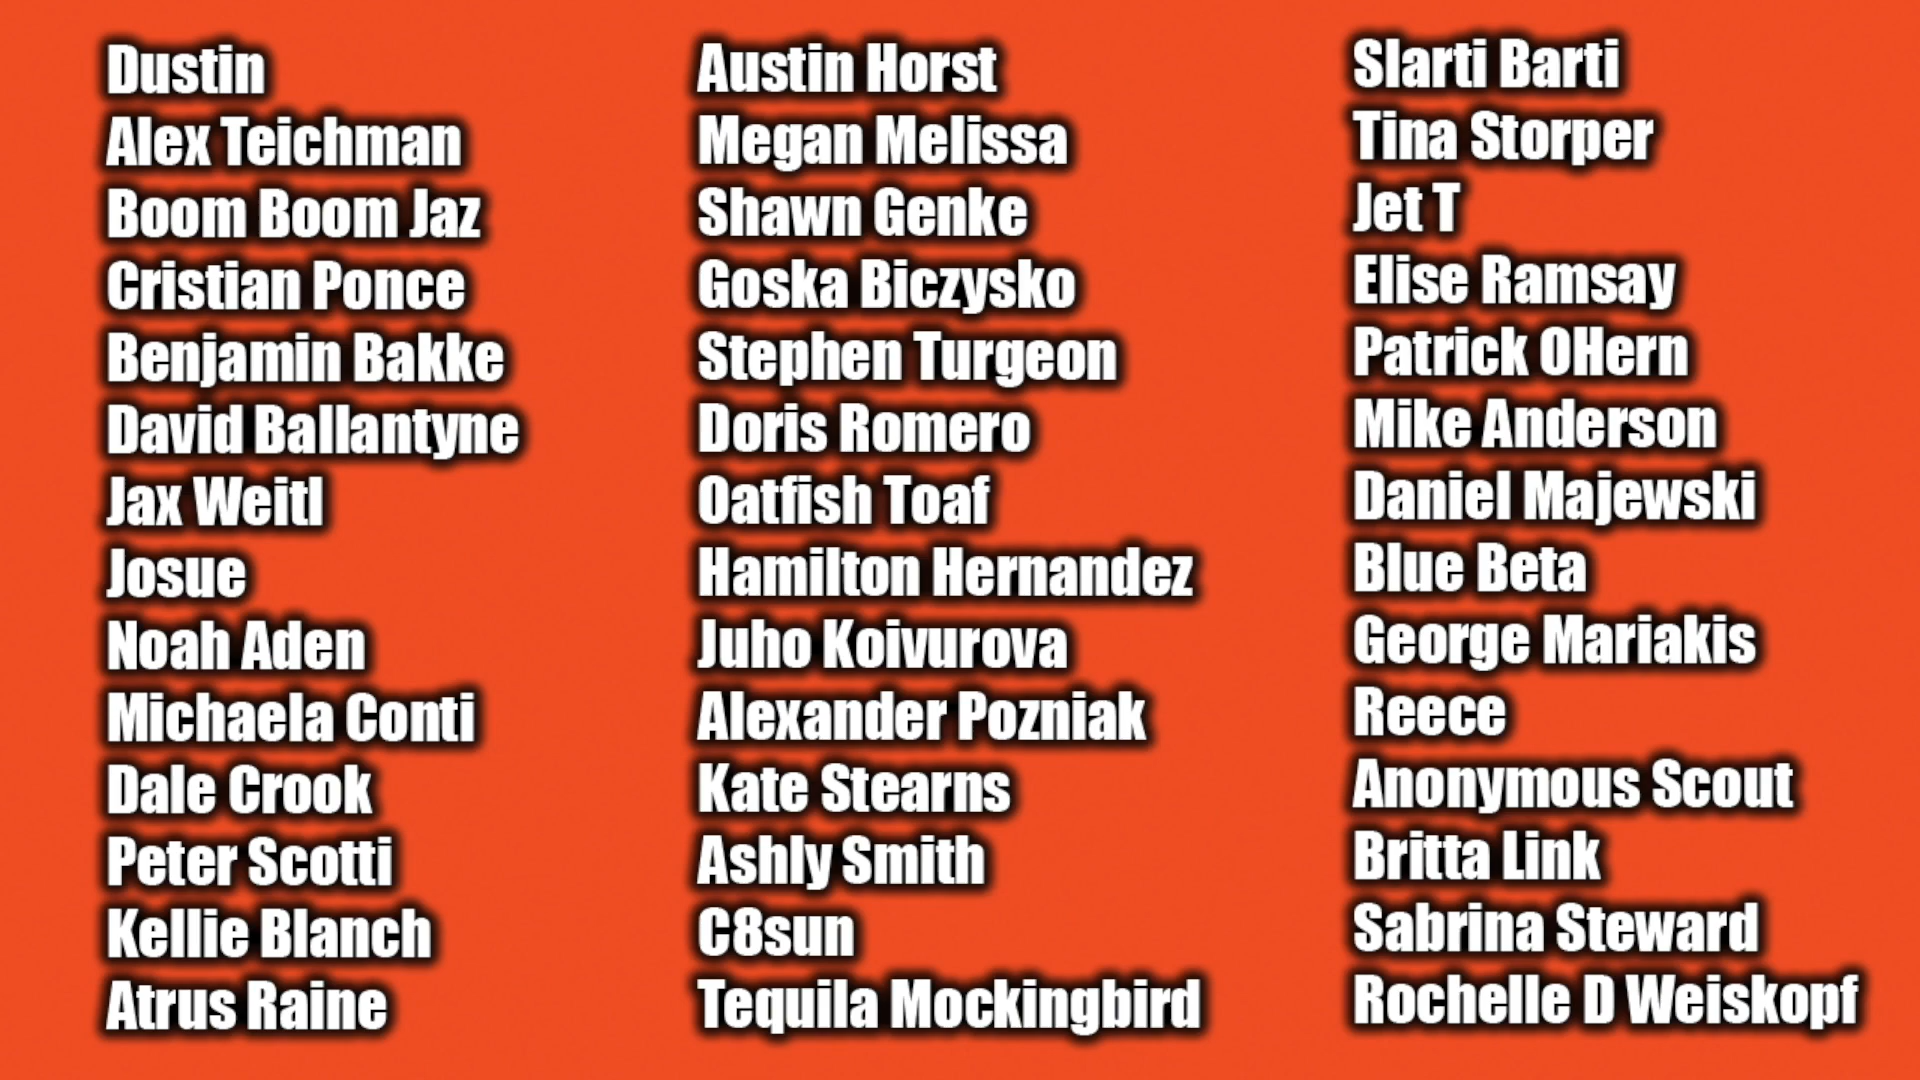 Dustin
Alex Teichman
Boom Boom Jaz
Cristian Ponce
Benjamin Bakke
David Ballantyne
Jax Weitl
Josue
Noah Aden
Michaela Conti
Dale Crook
Peter Scotti
Kellie Blanch
Atrus Raine
Austin Horst
Megan Melissa
Shawn Genke
Goska Biczysko
Stephen Turgeon
Doris Romero
Oatfish Toaf
Hamilton Hernandez
Juho Koivurova
Alexander Pozniak
Kate Stearns
Ashly Smith
C8sun
Tequila Mockingbird
Slarti Barti
Tina Storper
Jet T
Elise Ramsay
Patrick OHern
Mike Anderson
Daniel Majewski
Blue Beta
George Mariakis
Reece
Anonymous Scout
Britta Link
Sabrina Steward
Rochelle D Weiskopf